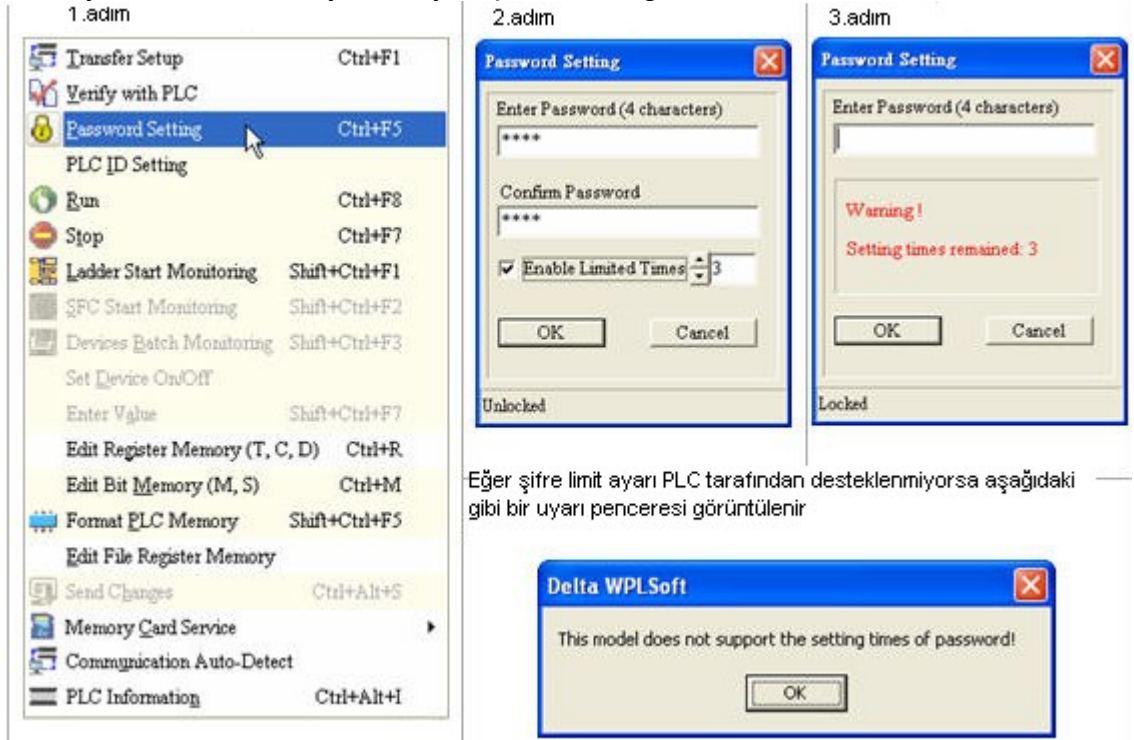 1.adım
Transfer Setup Ctrl+F1
Verify with PLC
Password Setting Ctrl+F5
PLC ID Setting
Run Ctrl+F8
Stop Ctrl+F7
Ladder Start Monitoring Shift+Ctrl+F1
SFC Start Monitoring Shift+Ctrl+F2
Devices Batch Monitoring Shift+Ctrl+F3
Set Device On/Off
Enter Value Shift+Ctrl+F7
Edit Register Memory (T, C, D) Ctrl+R
Edit Bit Memory (M, S) Ctrl+M
Format PLC Memory Shift+Ctrl+F5
Edit File Register Memory
Send Changes Ctrl+Alt+S
Memory Card Service
Communication Auto-Detect
PLC Information Ctrl+Alt+I
2.adım
Password Setting
Enter Password (4 characters)
****
Confirm Password
****
Enable Limited Times 3
OK Cancel
Unlocked
3.adım
Password Setting
Enter Password (4 characters)
Warning !
Setting times remained: 3
OK Cancel
Locked
Eğer şifre limit ayarı PLC tarafından desteklenmiyorsa aşağıdaki
gibi bir uyarı penceresi görüntülenir
Delta WPLSoft
This model does not support the setting times of password!
OK